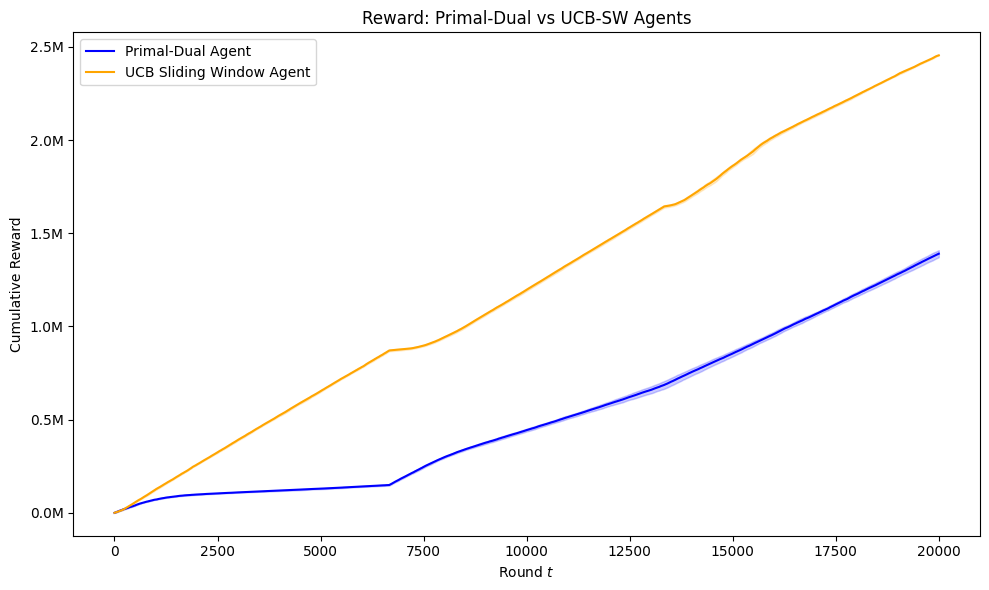 Reward: Primal-Dual vs UCB-SW Agents
Primal-Dual Agent
UCB Sliding Window Agent
Cumulative Reward
2.5M
2.0M
1.5M
1.0M
0.5M
0.0M
0 2500 5000 7500 10000 12500 15000 17500 20000
Round t